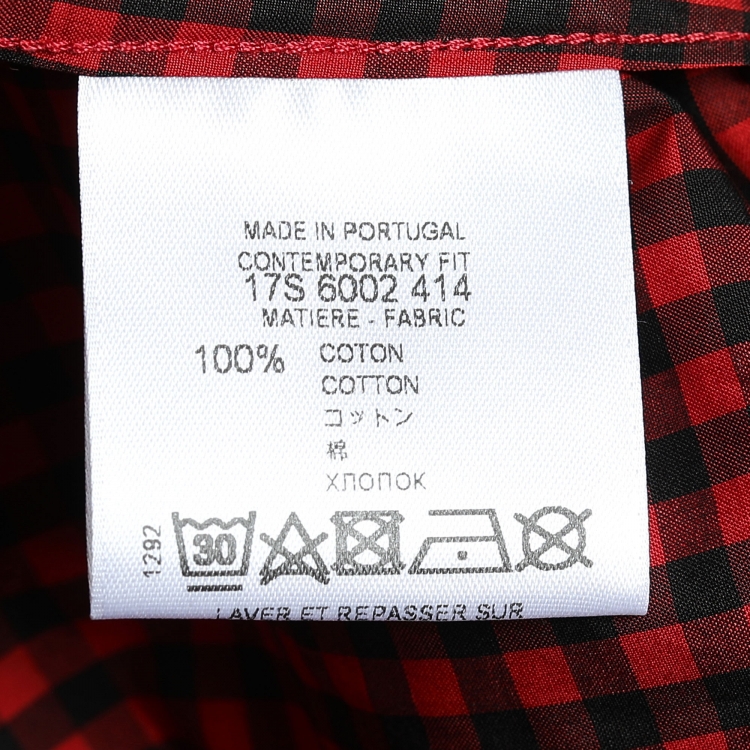 MADE IN PORTUGAL
CONTEMPORARY FIT
17S 6002 414
MATIERE - FABRIC
100% COTON
COTTON
コットン
棉
ХЛОПОК
1292
30
LAVER ET REPASSER SUR